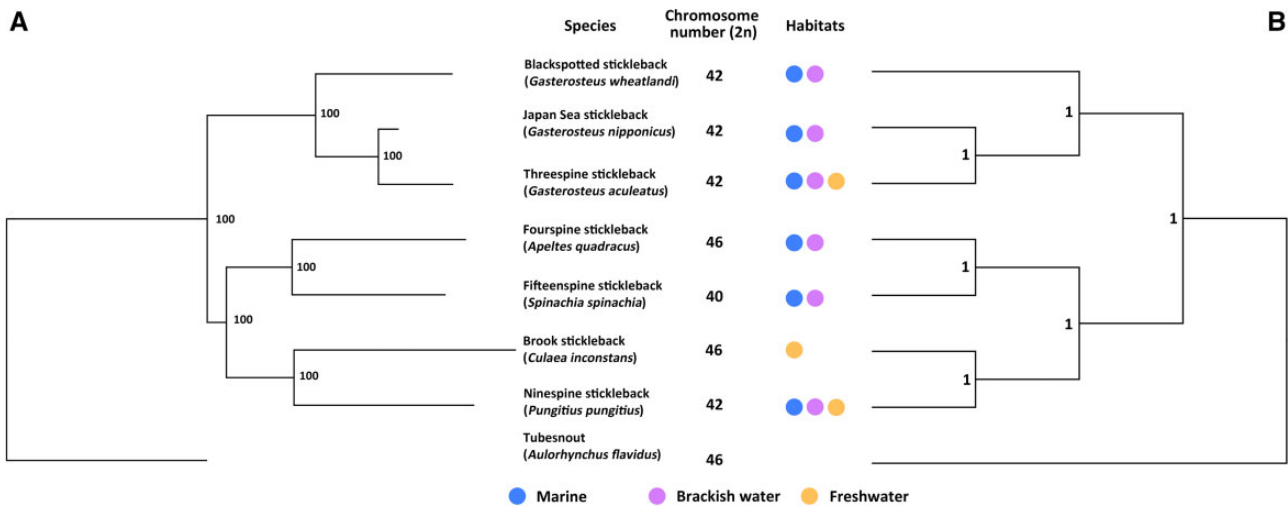 A
B
Species
Chromosome
number (2n)
Habitats
Blackspotted stickleback
(Gasterosteus wheatlandi)
42
100
1
Japan Sea stickleback
(Gasterosteus nipponicus)
42
100
1
Threespine stickleback
(Gasterosteus aculeatus)
42
100
1
Fourspine stickleback
(Apeltes quadracus)
46
100
1
Fifteenspine stickleback
(Spinachia spinachia)
40
100
1
Brook stickleback
(Culaea inconstans)
46
100
1
Ninespine stickleback
(Pungitius pungitius)
42
Tubesnout
(Aulorhynchus flavidus)
46
Marine
Brackish water
Freshwater